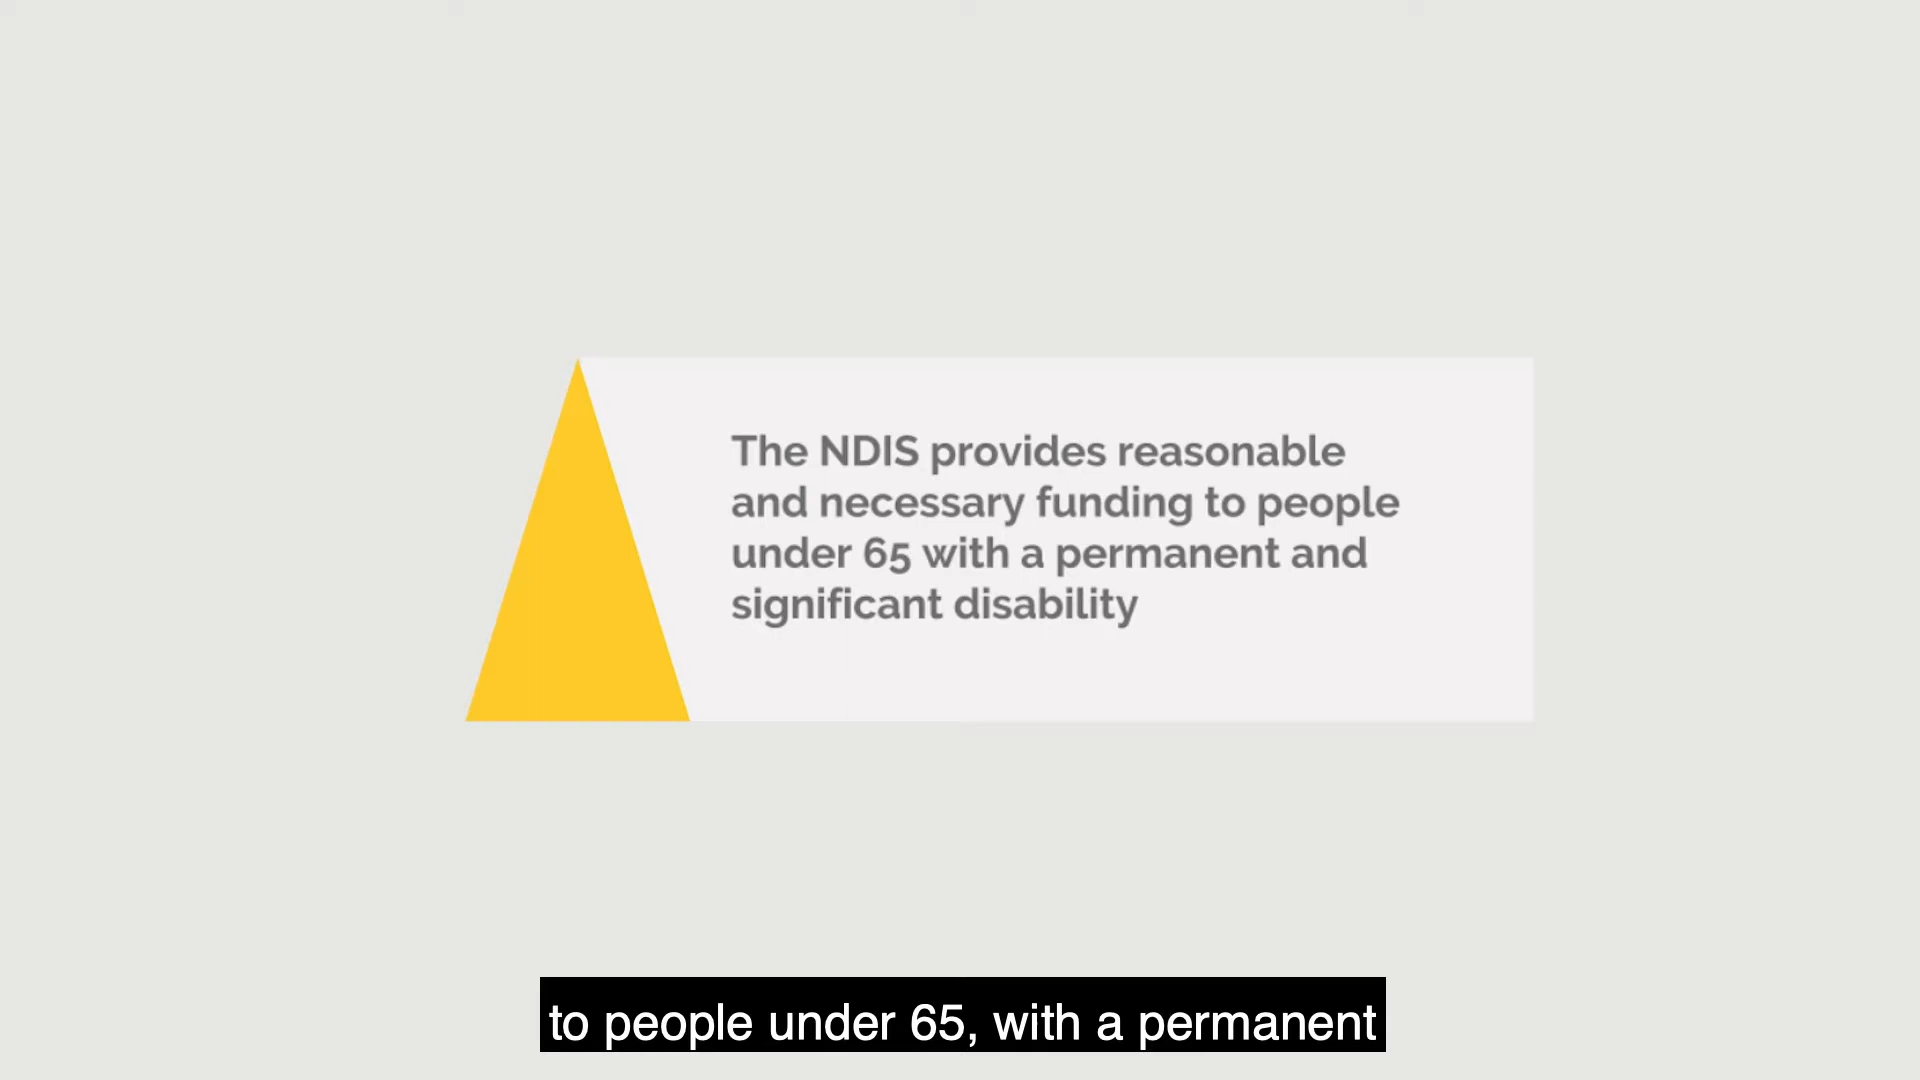 The NDIS provides reasonable
and necessary funding to people
under 65 with a permanent and
significant disability
to people under 65, with a permanent